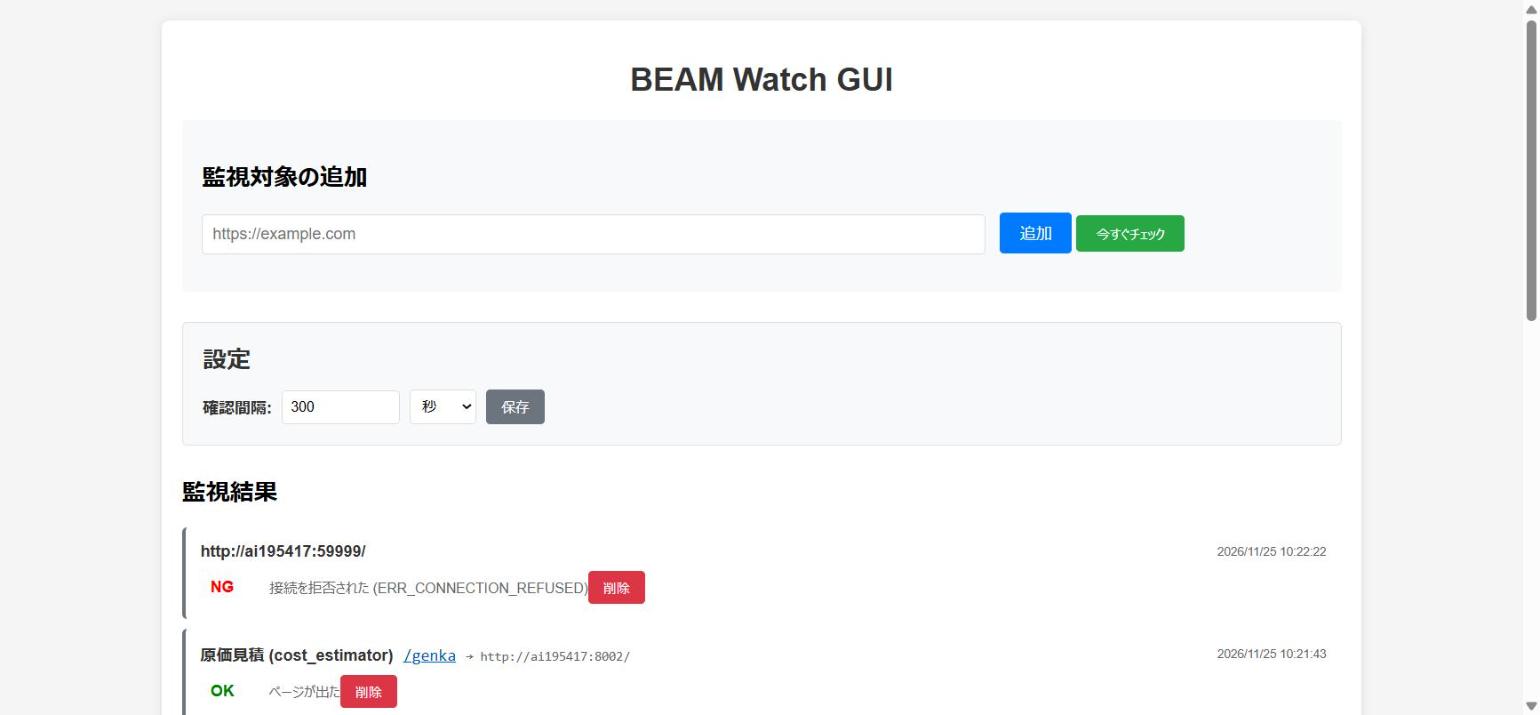 BEAM Watch GUI
監視対象の追加
https://example.com 追加 今すぐチェック
設定
確認間隔: 300 秒 保存
監視結果
http://ai195417:59999/ 2026/11/25 10:22:22
NG 接続を拒否された (ERR_CONNECTION_REFUSED) 削除
原価見積 (cost_estimator) /genka → http://ai195417:8002/ 2026/11/25 10:21:43
OK ページが出た 削除